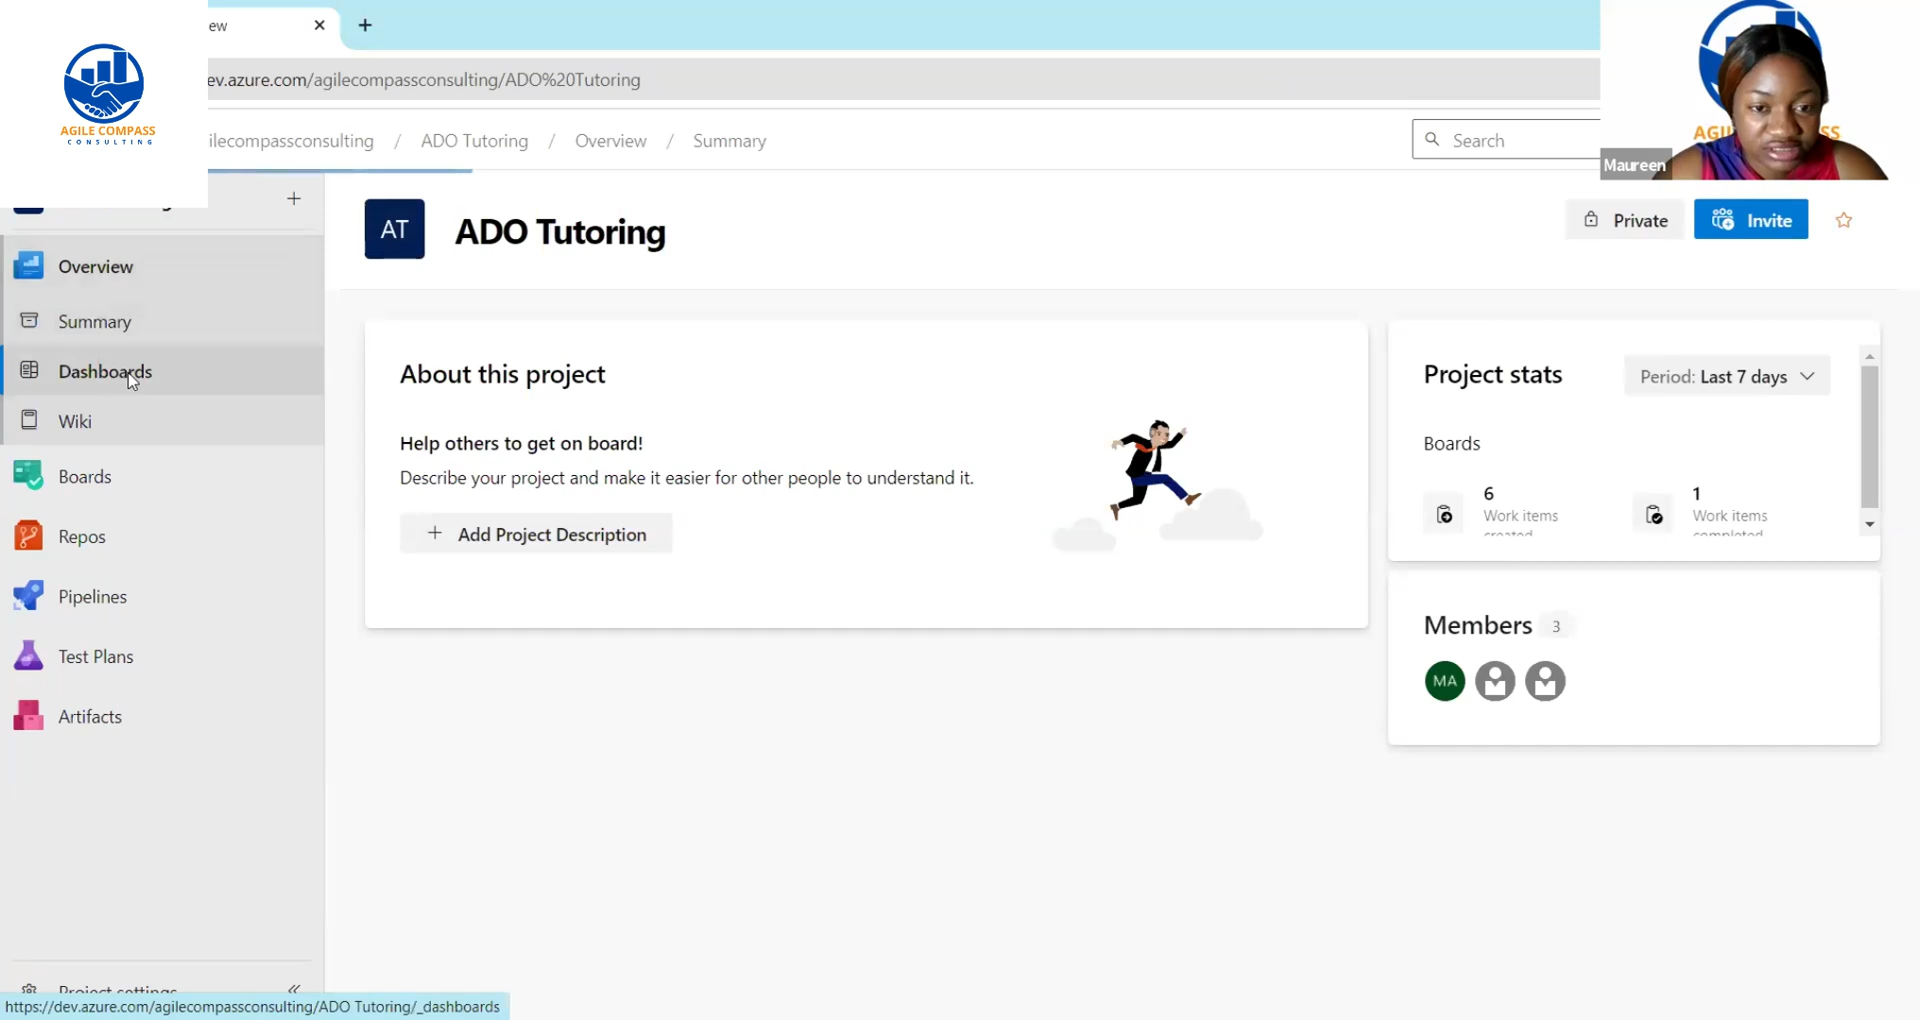 ew
ev.azure.com/agilecompassconsulting/ADO%20Tutoring
AGILE COMPASS
CONSULTING
ilecompassconsulting / ADO Tutoring / Overview / Summary
Search
Maureen
AT
ADO Tutoring
Private
Invite
Overview
Summary
Dashboards
Wiki
Boards
Repos
Pipelines
Test Plans
Artifacts
Project settings
About this project
Help others to get on board!
Describe your project and make it easier for other people to understand it.
+ Add Project Description
Project stats
Period: Last 7 days
Boards
6
Work items
created
1
Work items
completed
Members 3
MA
https://dev.azure.com/agilecompassconsulting/ADO Tutoring/_dashboards